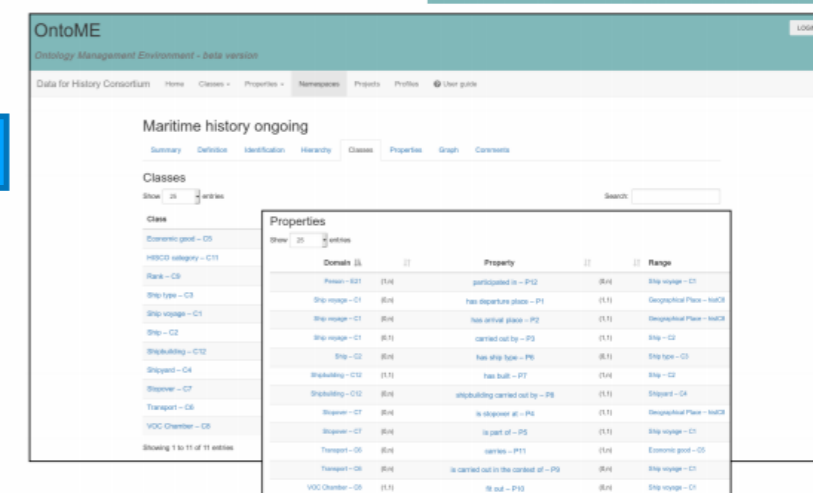 OntoME
LOGIN
Ontology Management Environment - beta version
Data for History Consortium Home Classes Properties Namespaces Projects Profiles User guide
Maritime history ongoing
Summary Definition Identification Hierarchy Classes Properties Graph Comments
Classes
Show 25 entries Search:
Class
Economic good – C5
HISCO category – C11
Rank – C9
Ship type – C3
Ship voyage – C1
Ship – C2
Shipbuilding – C12
Shipyard – C4
Stopover – C7
Transport – C6
VOC Chamber – C8
Showing 1 to 11 of 11 entries
Properties
Show 25 entries
Domain Property Range
Person – E21 (1,n) participated in – P12 (0,n) Ship voyage – C1
Ship voyage – C1 (0,n) has departure place – P1 (1,1) Geographical Place – histC8
Ship voyage – C1 (0,n) has arrival place – P2 (1,1) Geographical Place – histC8
Ship voyage – C1 (0,1) carried out by – P3 (1,1) Ship – C2
Ship – C2 (0,n) has ship type – P6 (0,1) Ship type – C3
Shipbuilding – C12 (1,1) has built – P7 (1,n) Ship – C2
Shipbuilding – C12 (0,n) shipbuilding carried out by – P8 (1,1) Shipyard – C4
Stopover – C7 (0,n) is stopover at – P4 (1,1) Geographical Place – histC8
Stopover – C7 (0,n) is part of – P5 (1,1) Ship voyage – C1
Transport – C6 (0,n) carries – P11 (1,n) Economic good – C5
Transport – C6 (0,n) is carried out in the context of – P9 (0,n) Ship voyage – C1
VOC Chamber – C8 (1,1) fit out – P10 (0,n) Ship voyage – C1